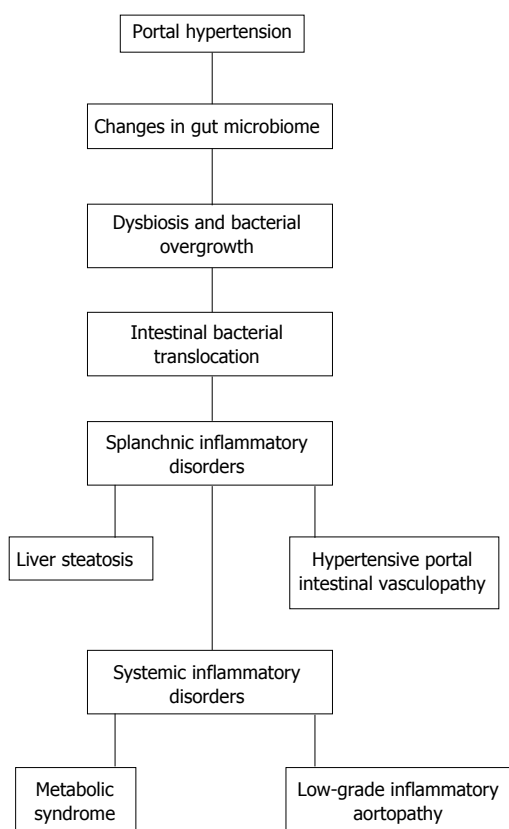 Portal hypertension
Changes in gut microbiome
Dysbiosis and bacterial
overgrowth
Intestinal bacterial
translocation
Splanchnic inflammatory
disorders
Liver steatosis
Hypertensive portal
intestinal vasculopathy
Systemic inflammatory
disorders
Metabolic
syndrome
Low-grade inflammatory
aortopathy